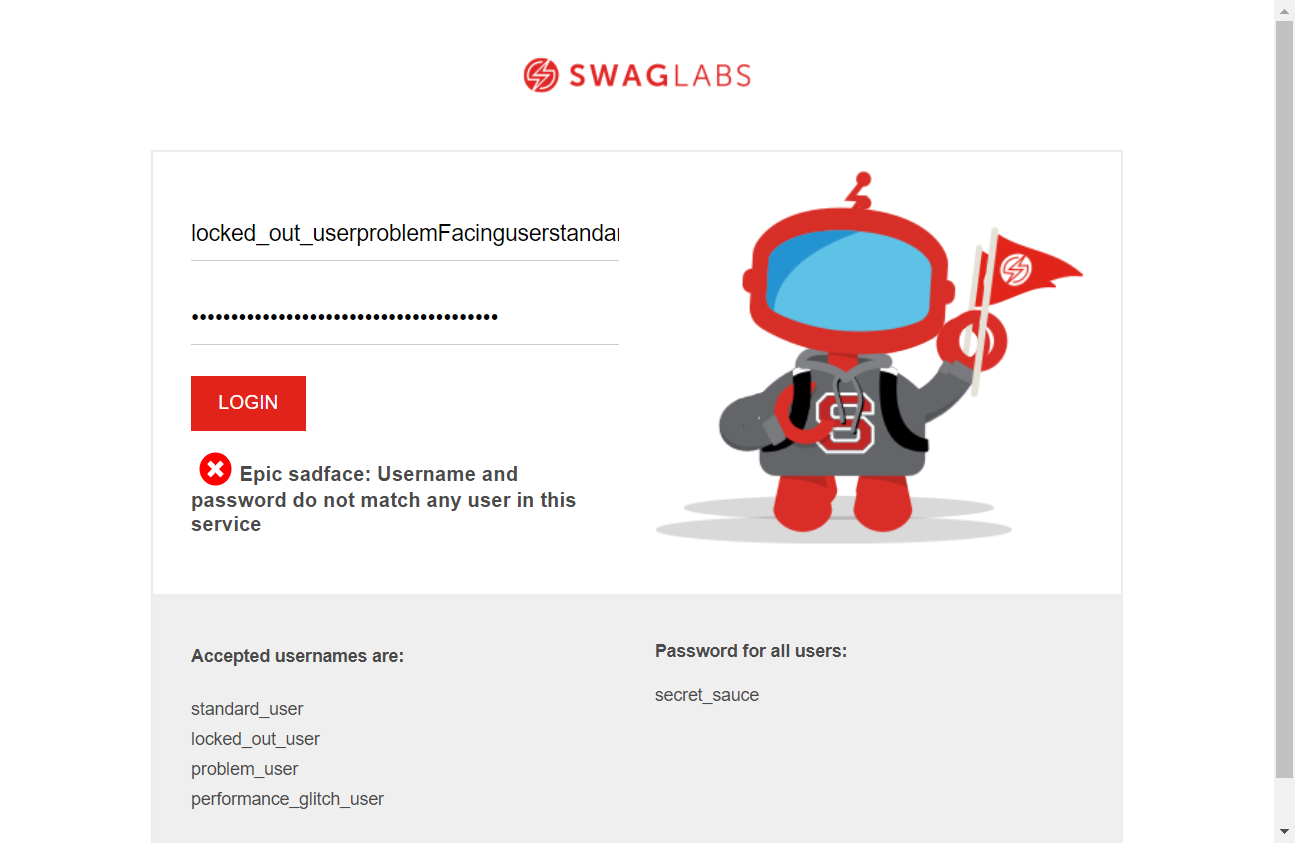 SWAGLABS
locked_out_userproblemFacinguserstandar
•••••••••••••••••••••••••••••••••••••••
LOGIN
Epic sadface: Username and
password do not match any user in this
service
S
Accepted usernames are:
standard_user
locked_out_user
problem_user
performance_glitch_user
Password for all users:
secret_sauce